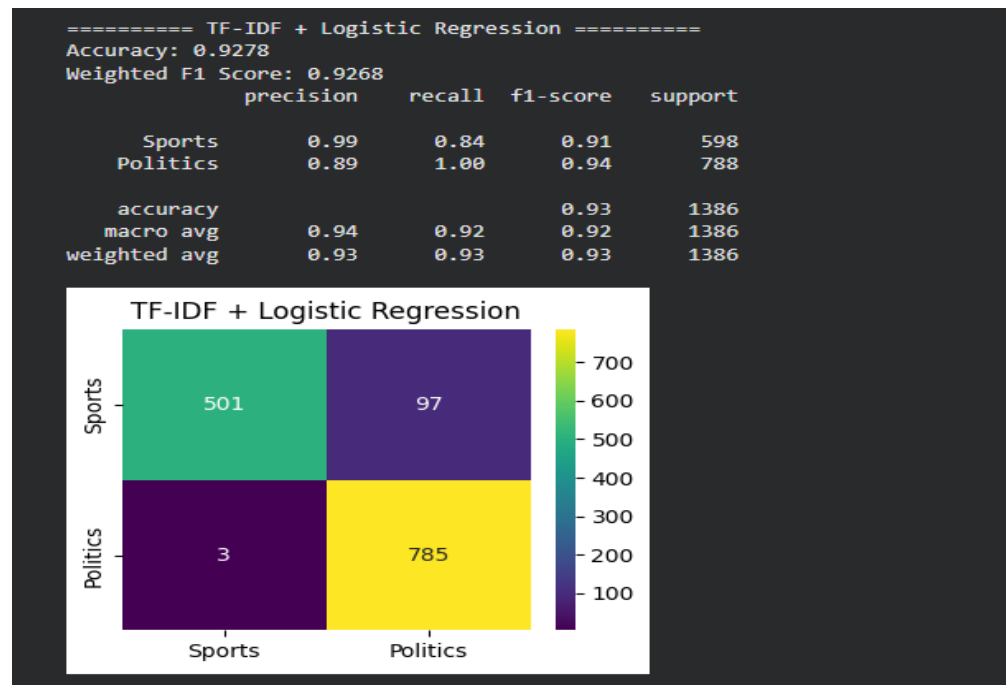 ========== TF-IDF + Logistic Regression ==========
Accuracy: 0.9278
Weighted F1 Score: 0.9268
precision recall f1-score support
Sports 0.99 0.84 0.91 598
Politics 0.89 1.00 0.94 788
accuracy 0.93 1386
macro avg 0.94 0.92 0.92 1386
weighted avg 0.93 0.93 0.93 1386
TF-IDF + Logistic Regression
Sports 501 97
Politics 3 785
Sports Politics
700
600
500
400
300
200
100